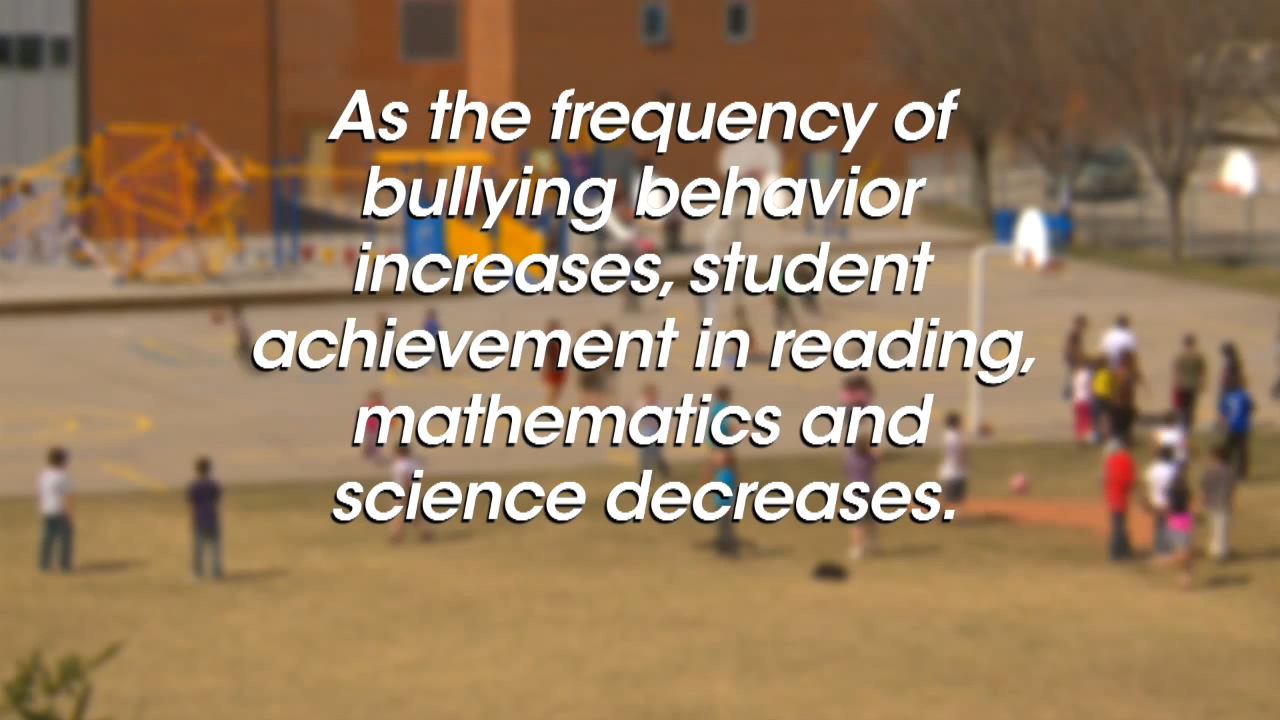 As the frequency of
bullying behavior
increases, student
achievement in reading,
mathematics and
science decreases.